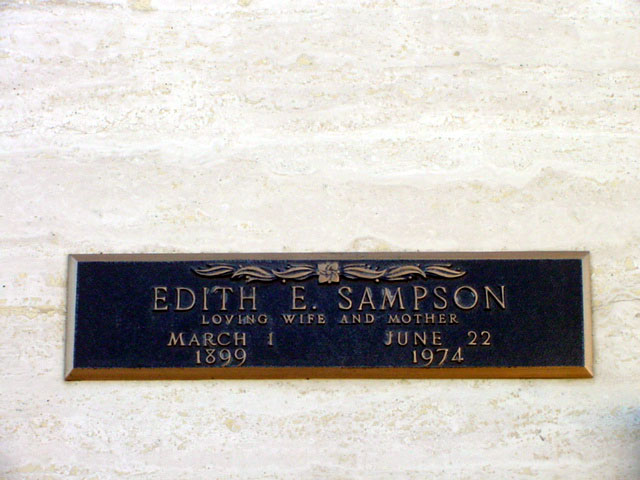 EDITH E. SAMPSON
LOVING WIFE AND MOTHER
MARCH 1 JUNE 22
1899 1974